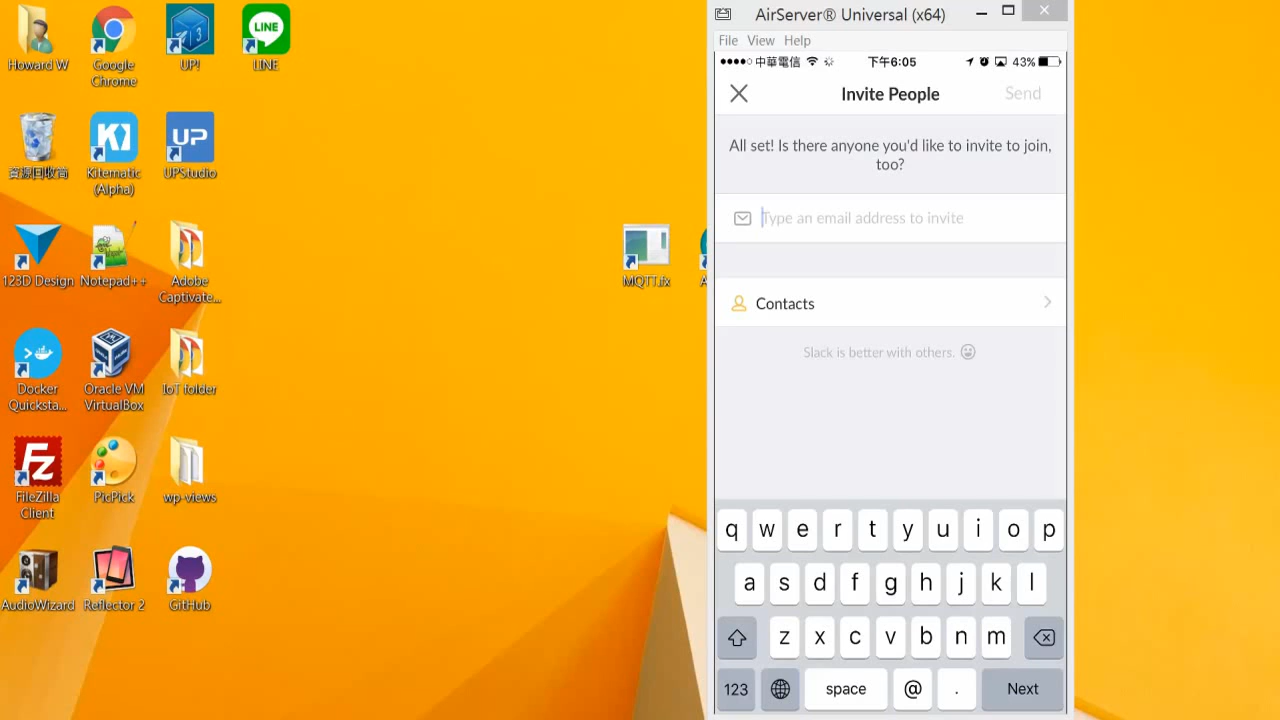 Howard W
Google
Chrome
UP!
LINE
LINE
資源回收筒
Kitematic
(Alpha)
UP
UPStudio
123D Design
Notepad++
Adobe
Captivate...
MQTT.fx
A
Docker
Quicksta...
Oracle VM
VirtualBox
IoT folder
Fz
FileZilla
Client
PicPick
wp-views
AudioWizard
Reflector 2
GitHub
AirServer® Universal (x64)
File View Help
中華電信 下午6:05 43%
Invite People Send
All set! Is there anyone you'd like to invite to join,
too?
Type an email address to invite
Contacts
Slack is better with others.
q w e r t y u i o p
a s d f g h j k l
z x c v b n m
123 space @ . Next